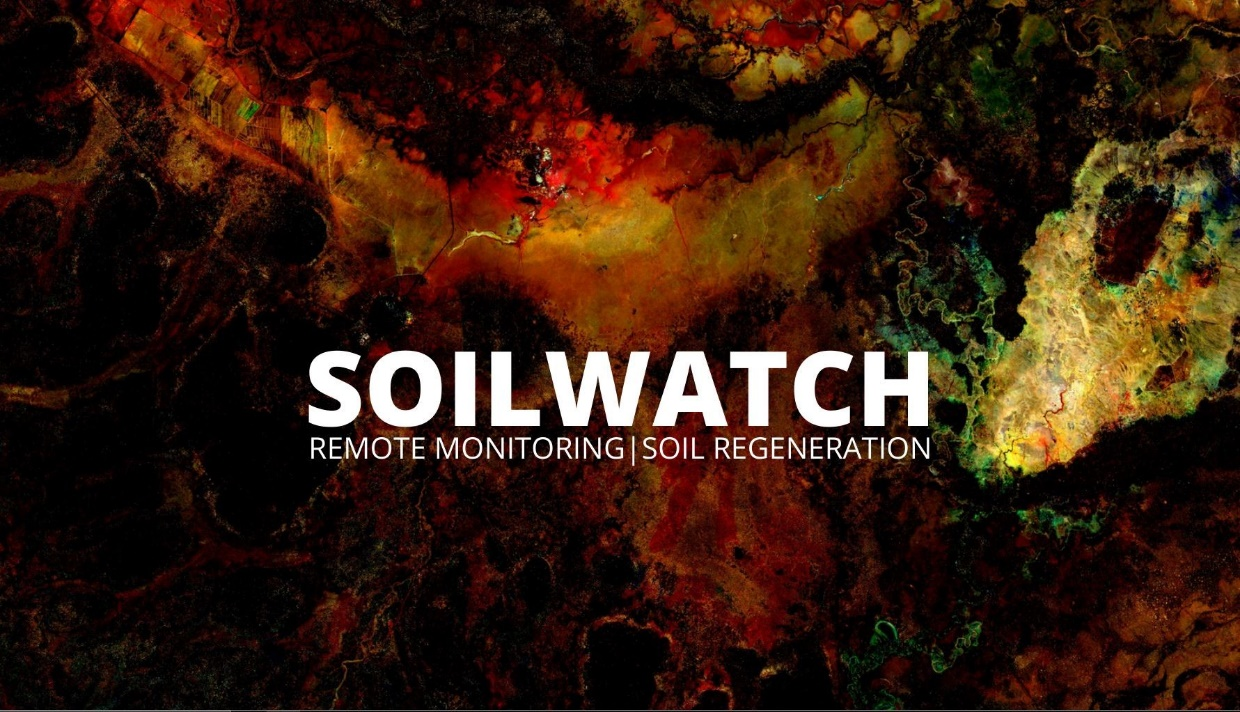 SOILWATCH
REMOTE MONITORING|SOIL REGENERATION